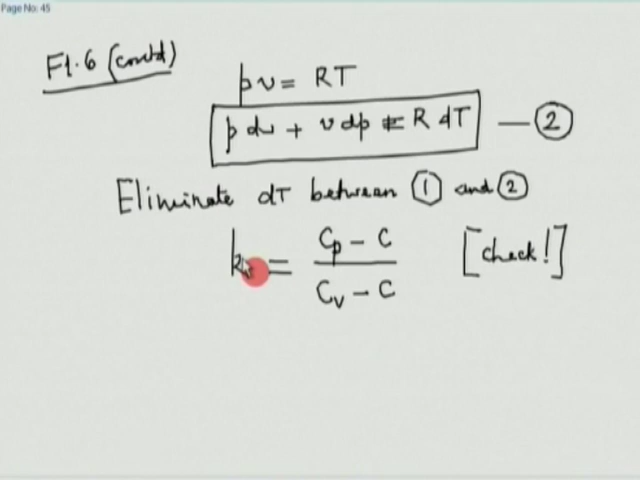 Page No: 45
F1.6 (contd)
pv = RT
p dv + v dp = R dT — ②
Eliminate dT between ① and ②
k = (Cp - C) / (Cv - C) [check!]